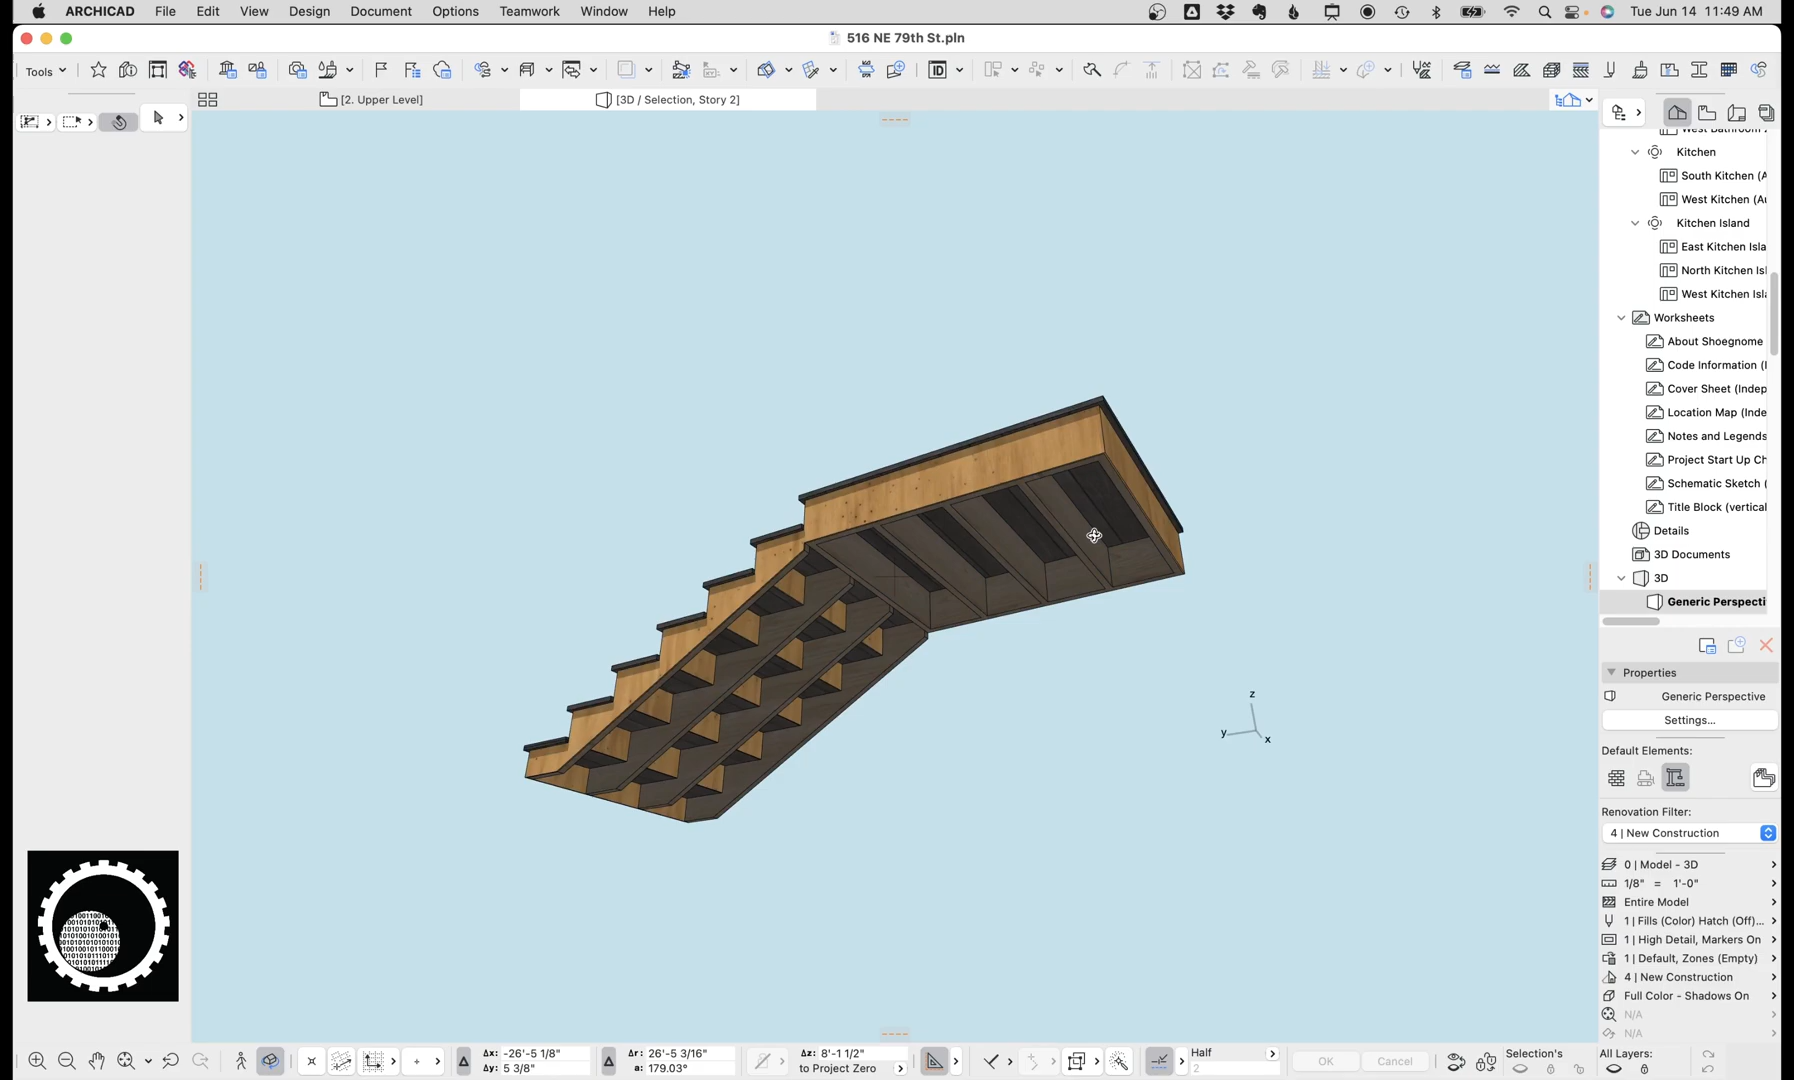 ARCHICAD File Edit View Design Document Options Teamwork Window Help
Tue Jun 14 11:49 AM
516 NE 79th St.pln
Tools
[2. Upper Level]
[3D / Selection, Story 2]
Kitchen
South Kitchen (A
West Kitchen (Au
Kitchen Island
East Kitchen Isla
North Kitchen Isl
West Kitchen Isla
Worksheets
About Shoegnome
Code Information (I
Cover Sheet (Indep
Location Map (Inde
Notes and Legends
Project Start Up Ch
Schematic Sketch (
Title Block (vertical
Details
3D Documents
3D
Generic Perspecti
Properties
Generic Perspective
Settings...
Default Elements:
Renovation Filter:
4 | New Construction
0 | Model - 3D
1/8" = 1'-0"
Entire Model
1 | Fills (Color) Hatch (Off)...
1 | High Detail, Markers On
1 | Default, Zones (Empty)
4 | New Construction
Full Color - Shadows On
N/A
N/A
z
y
x
Δx: -26'-5 1/8"
Δy: 5 3/8"
Δr: 26'-5 3/16"
a: 179.03°
Δz: 8'-1 1/2"
to Project Zero
Half
2
OK
Cancel
Selection's
All Layers: